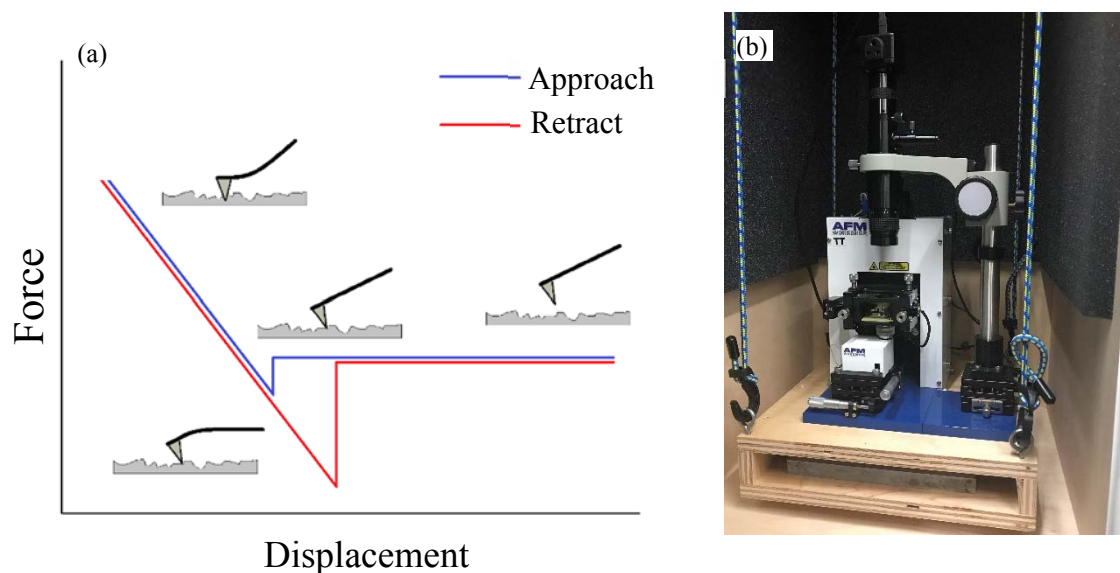 (a)
Approach
Retract
Force
Displacement
(b)
AFM
TT
AFM